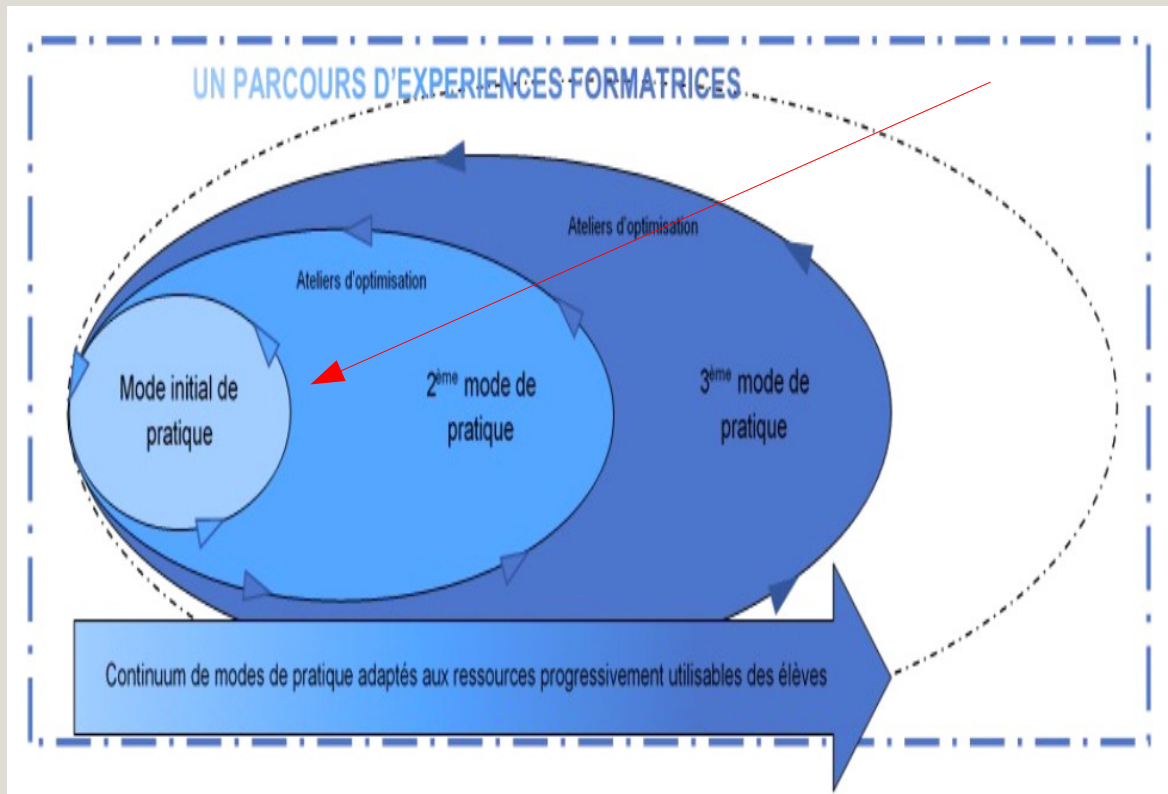 UN PARCOURS D'EXPERIENCES FORMATRICES
Ateliers d'optimisation
Ateliers d'optimisation
Mode initial de
pratique
2ème mode de
pratique
3ème mode de
pratique
Continuum de modes de pratique adaptés aux ressources progressivement utilisables des élèves